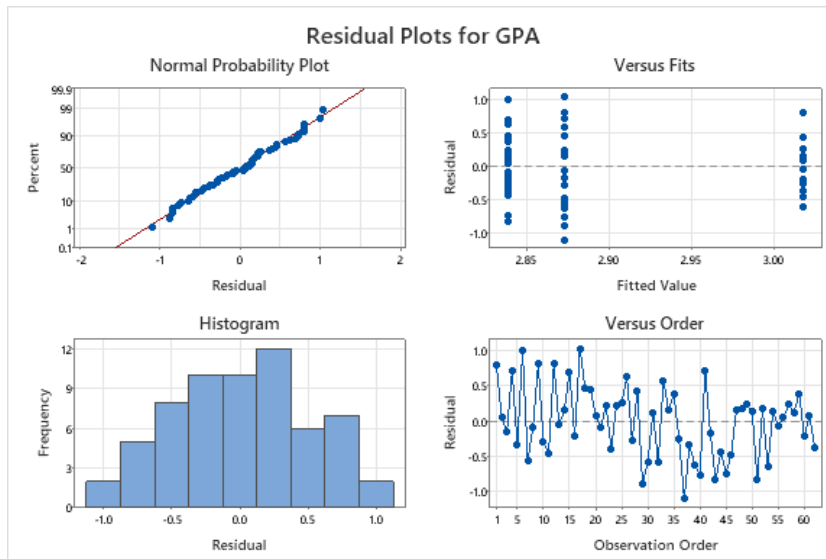 Residual Plots for GPA
Normal Probability Plot
99.9
99
90
50
10
1
0.1
Percent
-2 -1 0 1 2
Residual
Versus Fits
1.0
0.5
0.0
-0.5
-1.0
Residual
2.85 2.90 2.95 3.00
Fitted Value
Histogram
12
9
6
3
0
Frequency
-1.0 -0.5 0.0 0.5 1.0
Residual
Versus Order
1.0
0.5
0.0
-0.5
-1.0
Residual
1 5 10 15 20 25 30 35 40 45 50 55 60
Observation Order